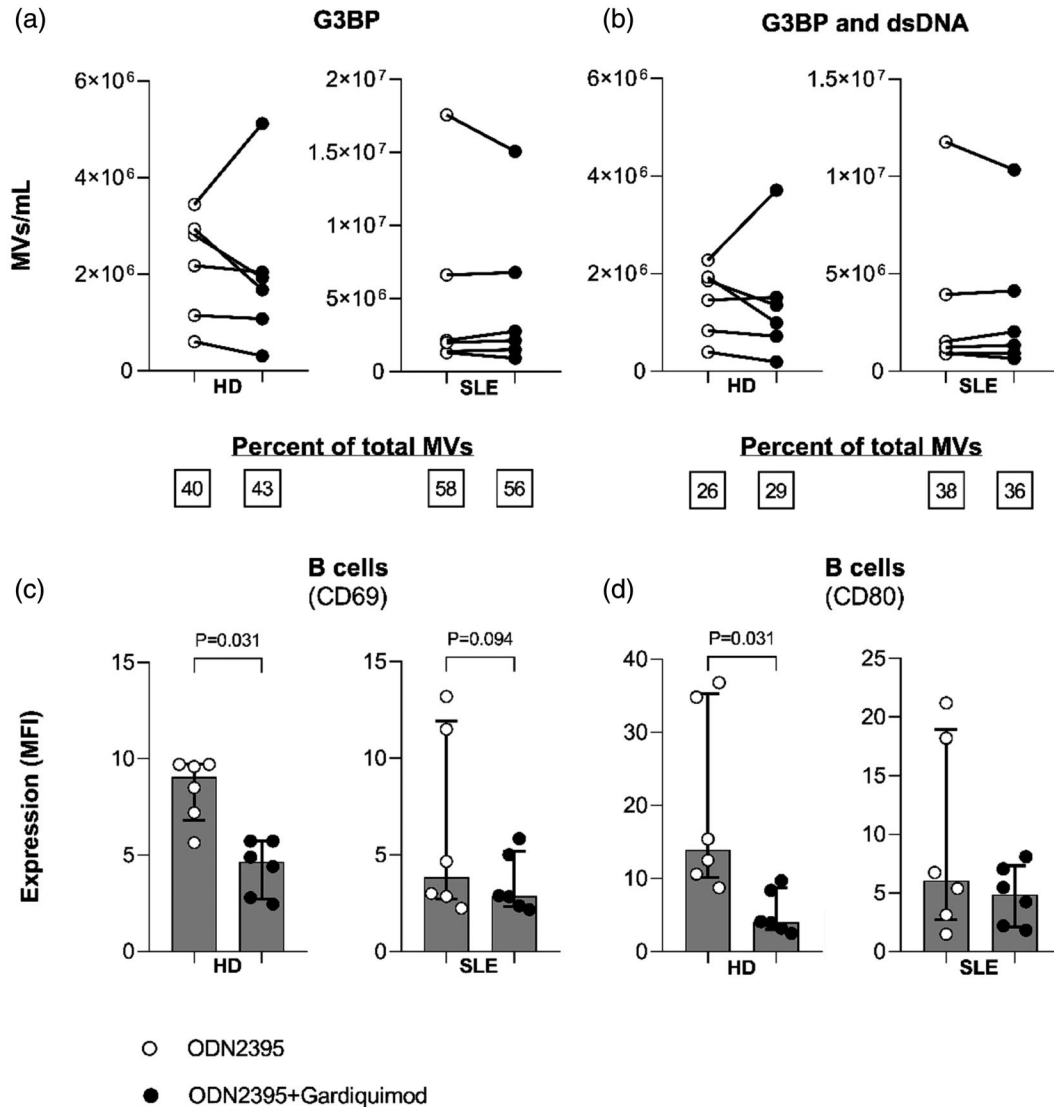 (a)
G3BP
6×10⁶
4×10⁶
2×10⁶
0
HD
2×10⁷
1.5×10⁷
1×10⁷
5×10⁶
0
SLE
MVs/mL
Percent of total MVs
40
43
58
56
(b)
G3BP and dsDNA
6×10⁶
4×10⁶
2×10⁶
0
HD
1.5×10⁷
1×10⁷
5×10⁶
0
SLE
Percent of total MVs
26
29
38
36
(c)
B cells
(CD69)
P=0.031
15
10
5
0
HD
P=0.094
15
10
5
0
SLE
Expression (MFI)
(d)
B cells
(CD80)
P=0.031
40
30
20
10
0
HD
25
20
15
10
5
0
SLE
ODN2395
ODN2395+Gardiquimod